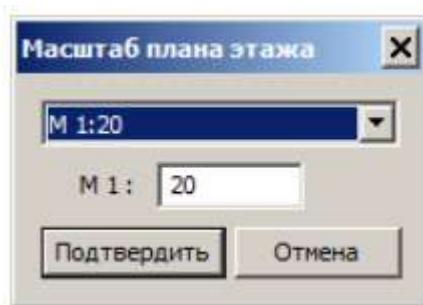 Масштаб плана этажа
М 1:20
М 1: 20
Подтвердить Отмена